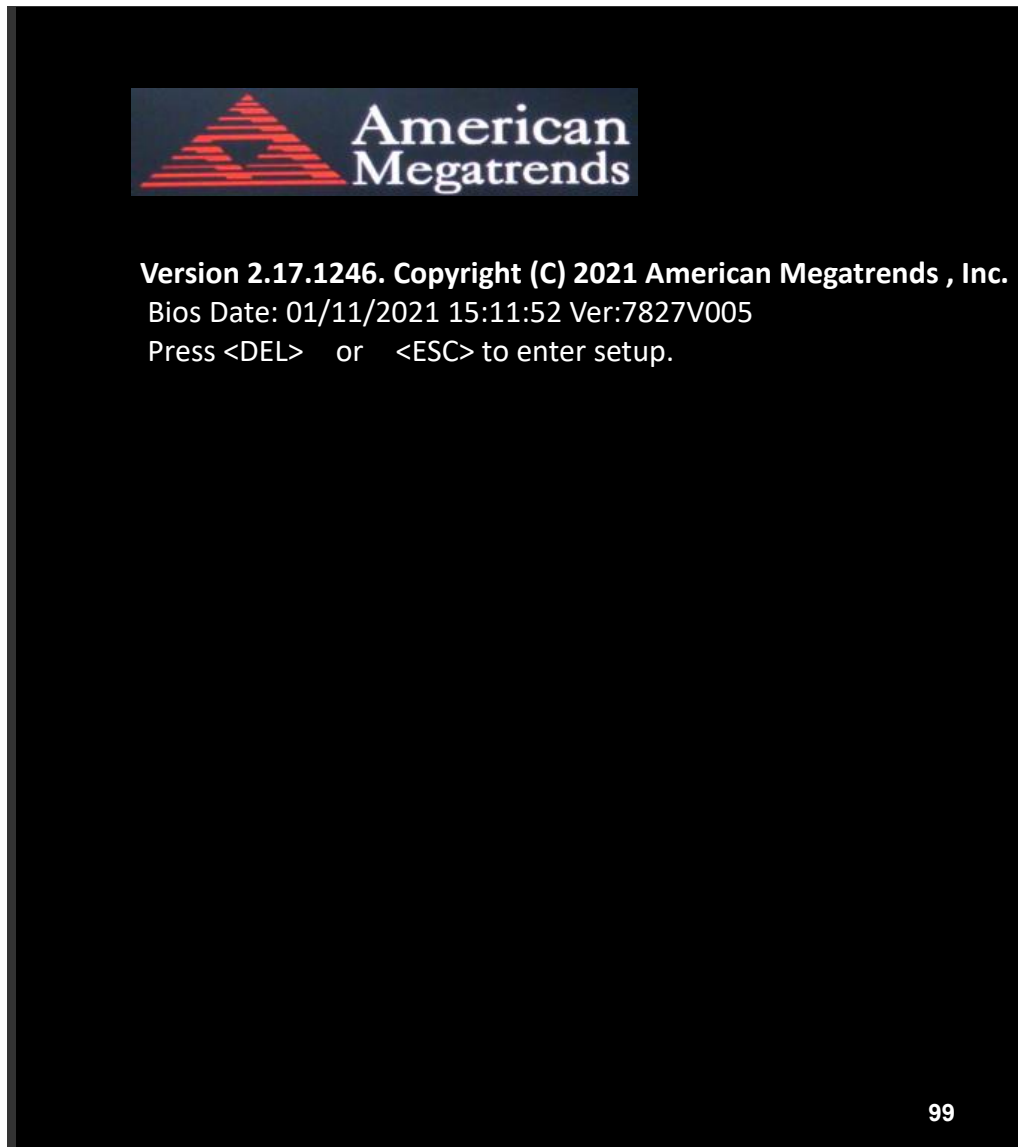 American
Megatrends
Version 2.17.1246. Copyright (C) 2021 American Megatrends , Inc.
Bios Date: 01/11/2021 15:11:52 Ver:7827V005
Press <DEL> or <ESC> to enter setup.
99